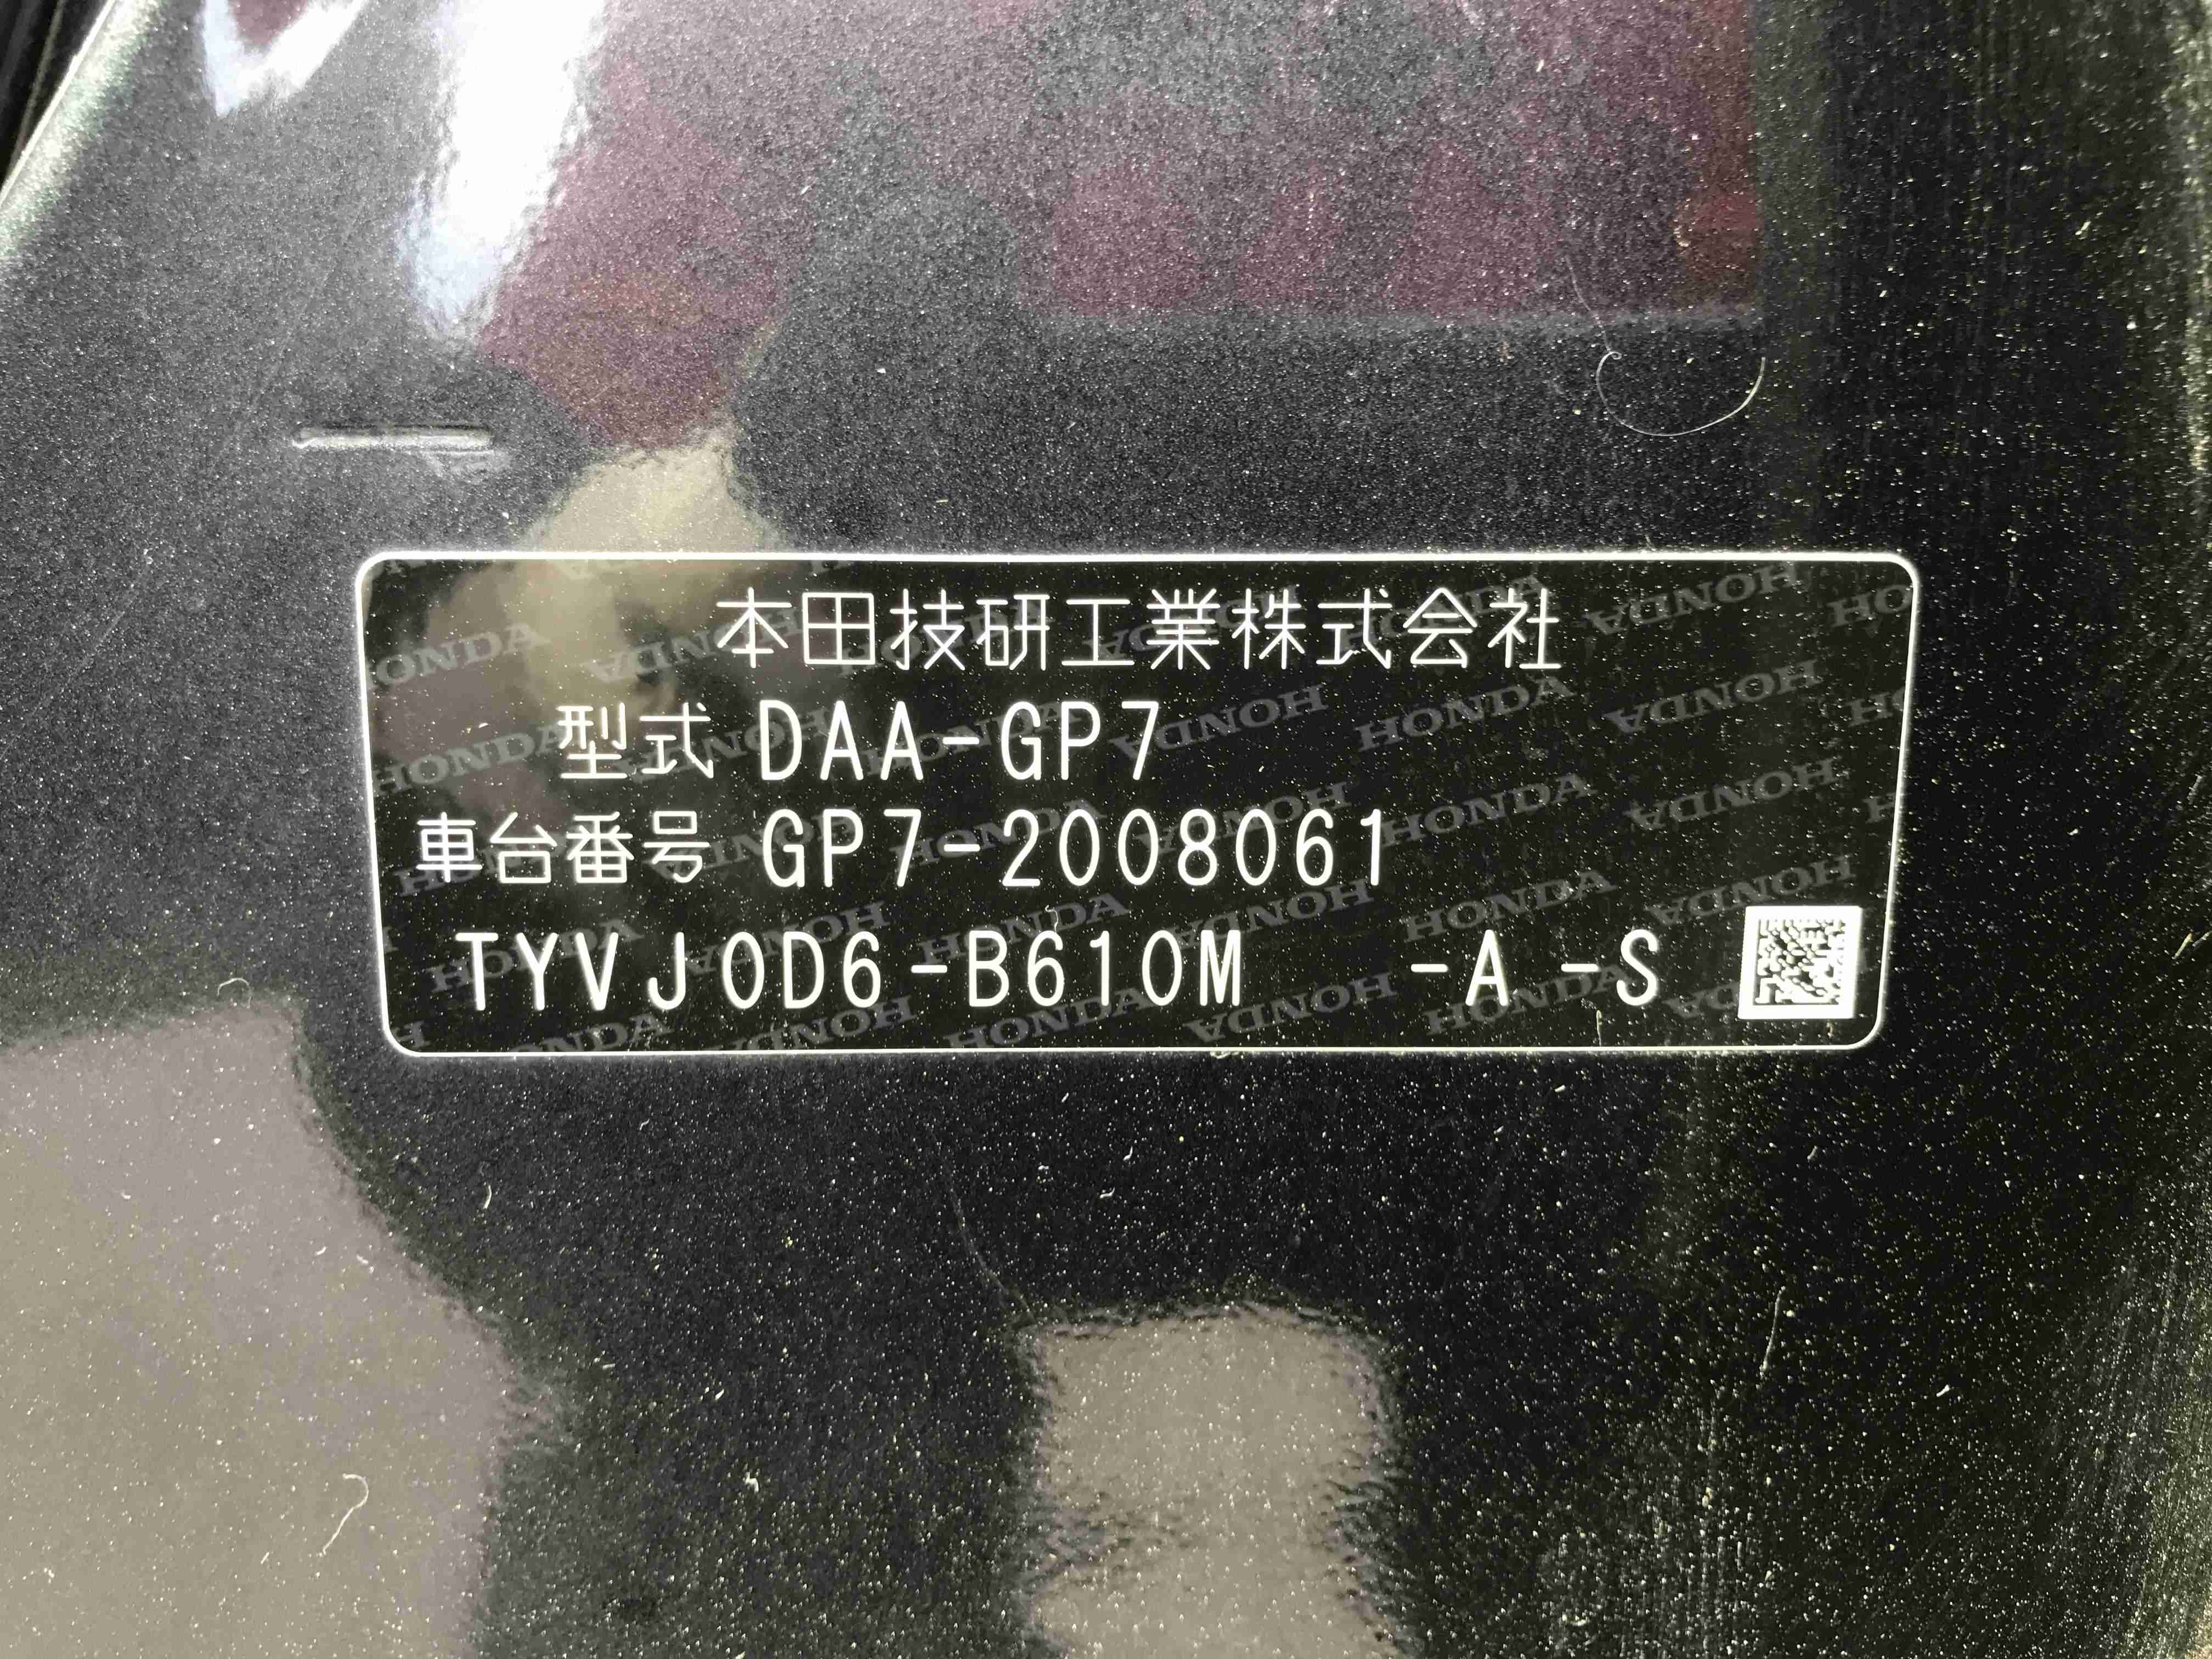 本田技研工業株式会社
型式 DAA-GP7
車台番号 GP7-2008061
TYVJ0D6-B610M -A -S